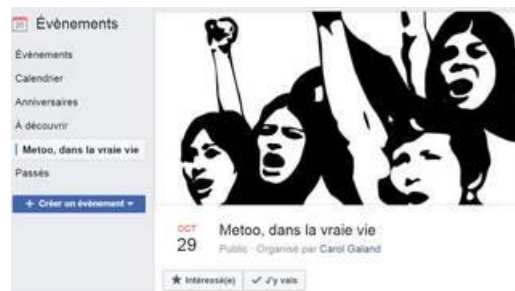 20 Évènements
Évènements
Calendrier
Anniversaires
À découvrir
Metoo, dans la vraie vie
Passés
+ Créer un évènement
OCT
29
Metoo, dans la vraie vie
Public · Organisé par Carol Galand
★ Intéressé(e) ✓ J'y vais